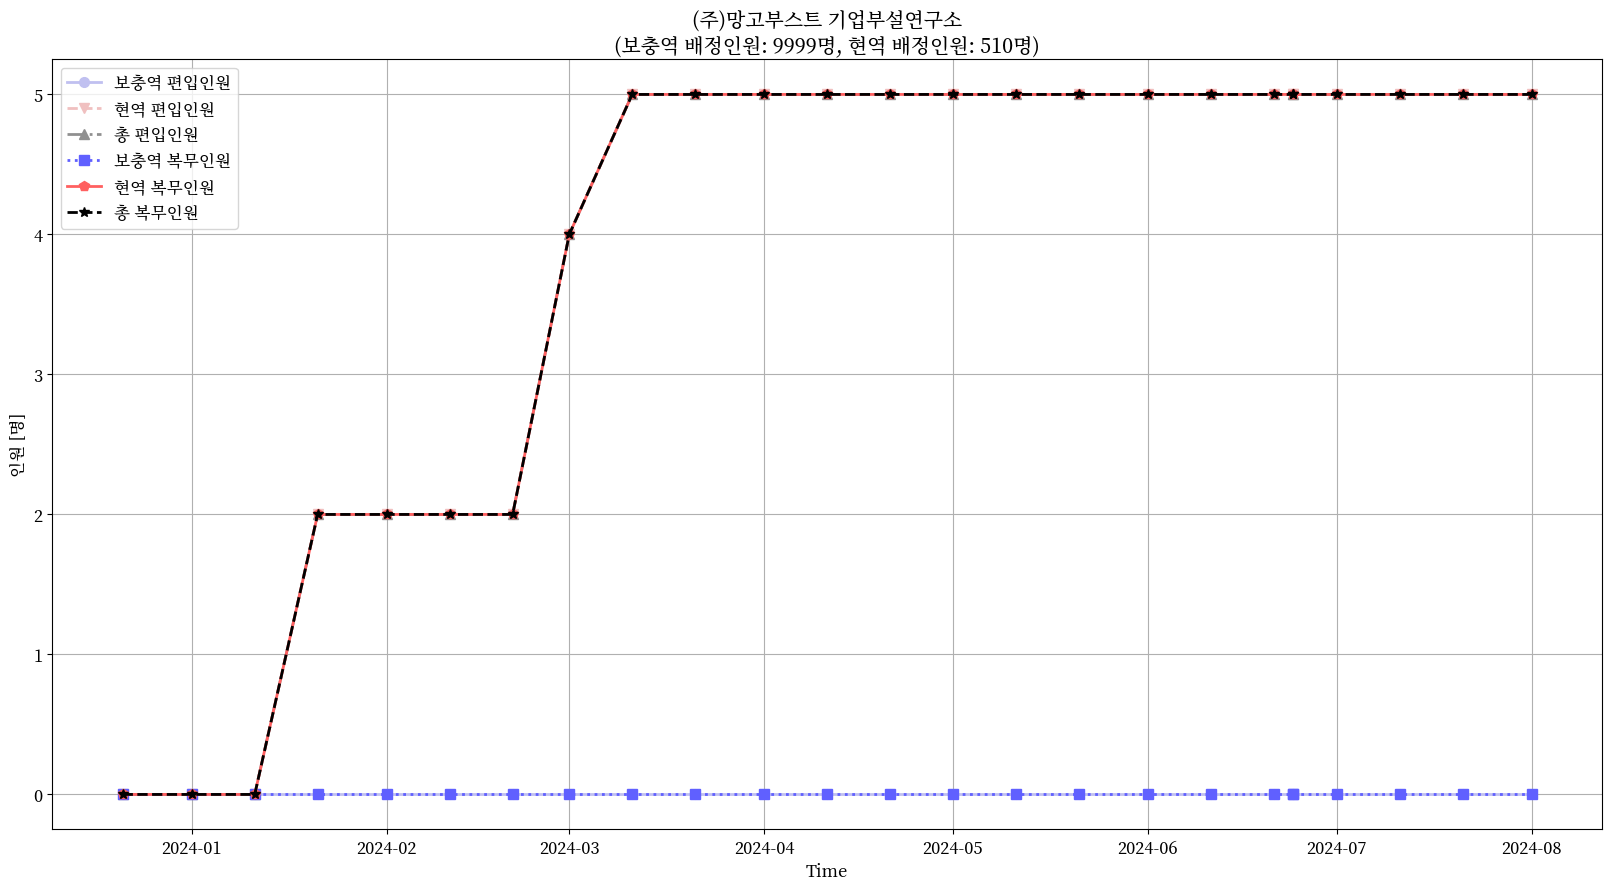 (주)망고부스트 기업부설연구소
(보충역 배정인원: 9999명, 현역 배정인원: 510명)
보충역 편입인원
현역 편입인원
총 편입인원
보충역 복무인원
현역 복무인원
총 복무인원
5
4
3
2
1
0
인원 [명]
2024-01
2024-02
2024-03
2024-04
2024-05
2024-06
2024-07
2024-08
Time